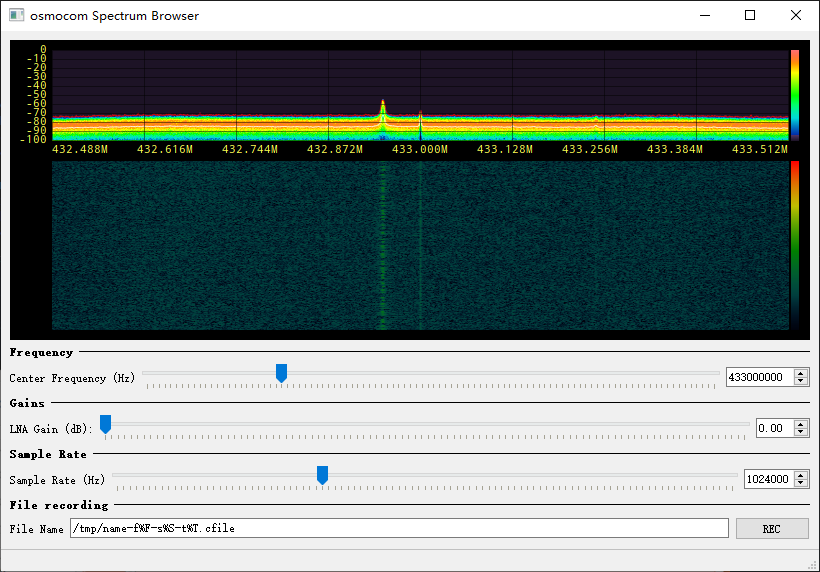 osmocom Spectrum Browser
0
-10
-20
-30
-40
-50
-60
-70
-80
-90
-100
432.488M 432.616M 432.744M 432.872M 433.000M 433.128M 433.256M 433.384M 433.512M
Frequency
Center Frequency (Hz) 433000000
Gains
LNA Gain (dB): 0.00
Sample Rate
Sample Rate (Hz) 1024000
File recording
File Name /tmp/name-f%F-s%S-t%T.cfile REC